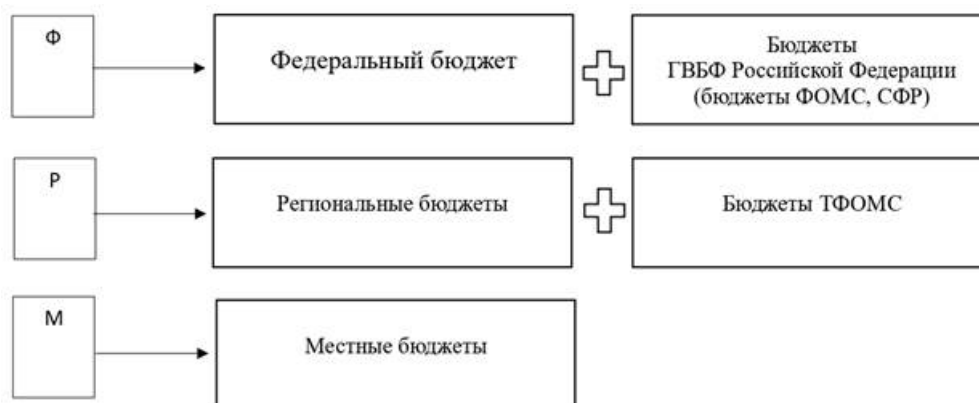 Ф
Федеральный бюджет
Бюджеты
ГВБФ Российской Федерации
(бюджеты ФОМС, СФР)
Р
Региональные бюджеты
Бюджеты ТФОМС
М
Местные бюджеты